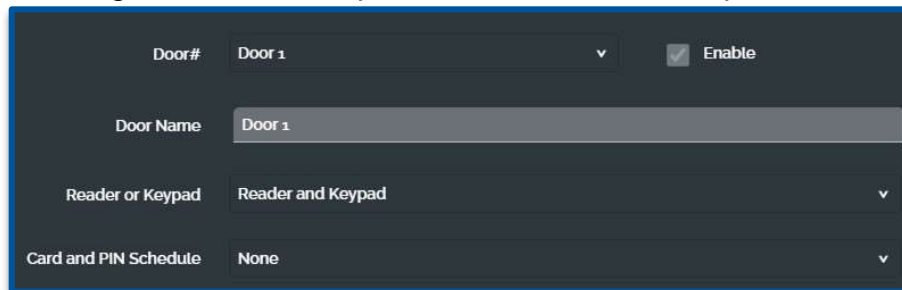 Door# Door 1 Enable
Door Name Door 1
Reader or Keypad Reader and Keypad
Card and PIN Schedule None